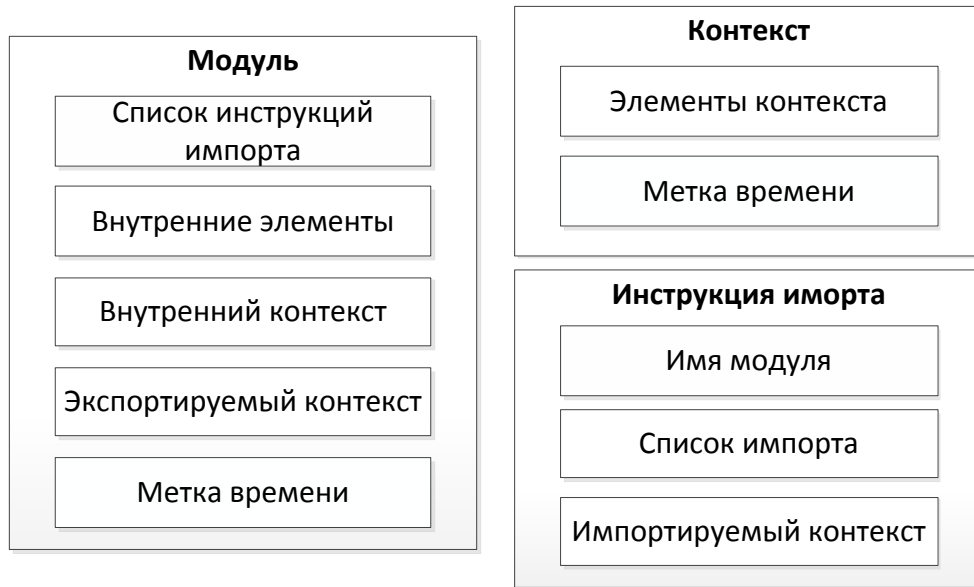 Модуль
Список инструкций
импорта
Внутренние элементы
Внутренний контекст
Экспортируемый контекст
Метка времени
Контекст
Элементы контекста
Метка времени
Инструкция иморта
Имя модуля
Список импорта
Импортируемый контекст